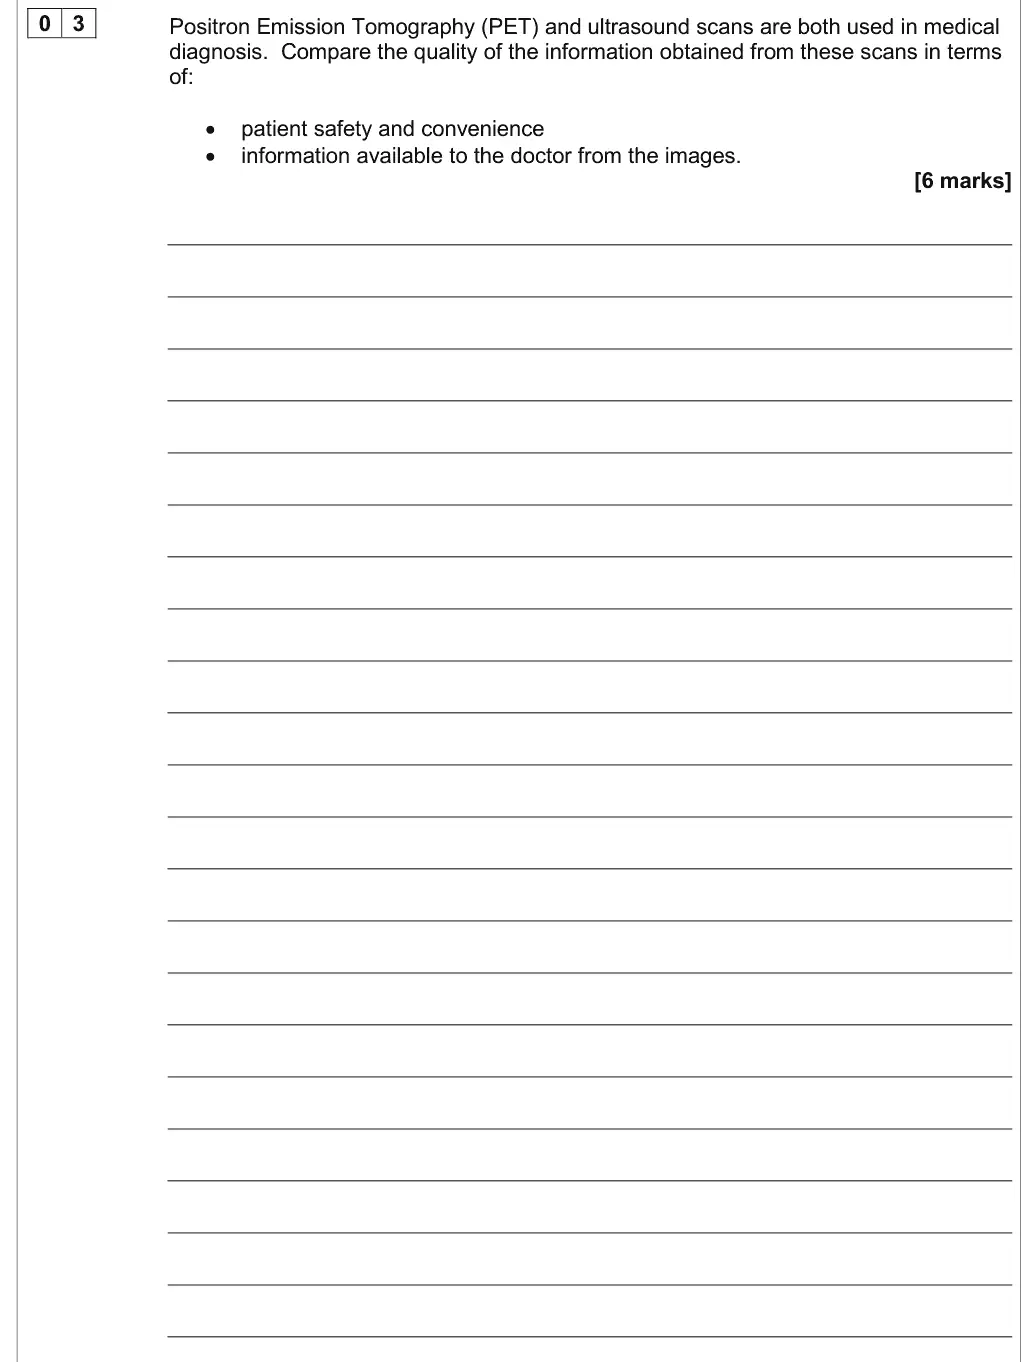 0 3
Positron Emission Tomography (PET) and ultrasound scans are both used in medical
diagnosis. Compare the quality of the information obtained from these scans in terms
of:
• patient safety and convenience
• information available to the doctor from the images.
[6 marks]